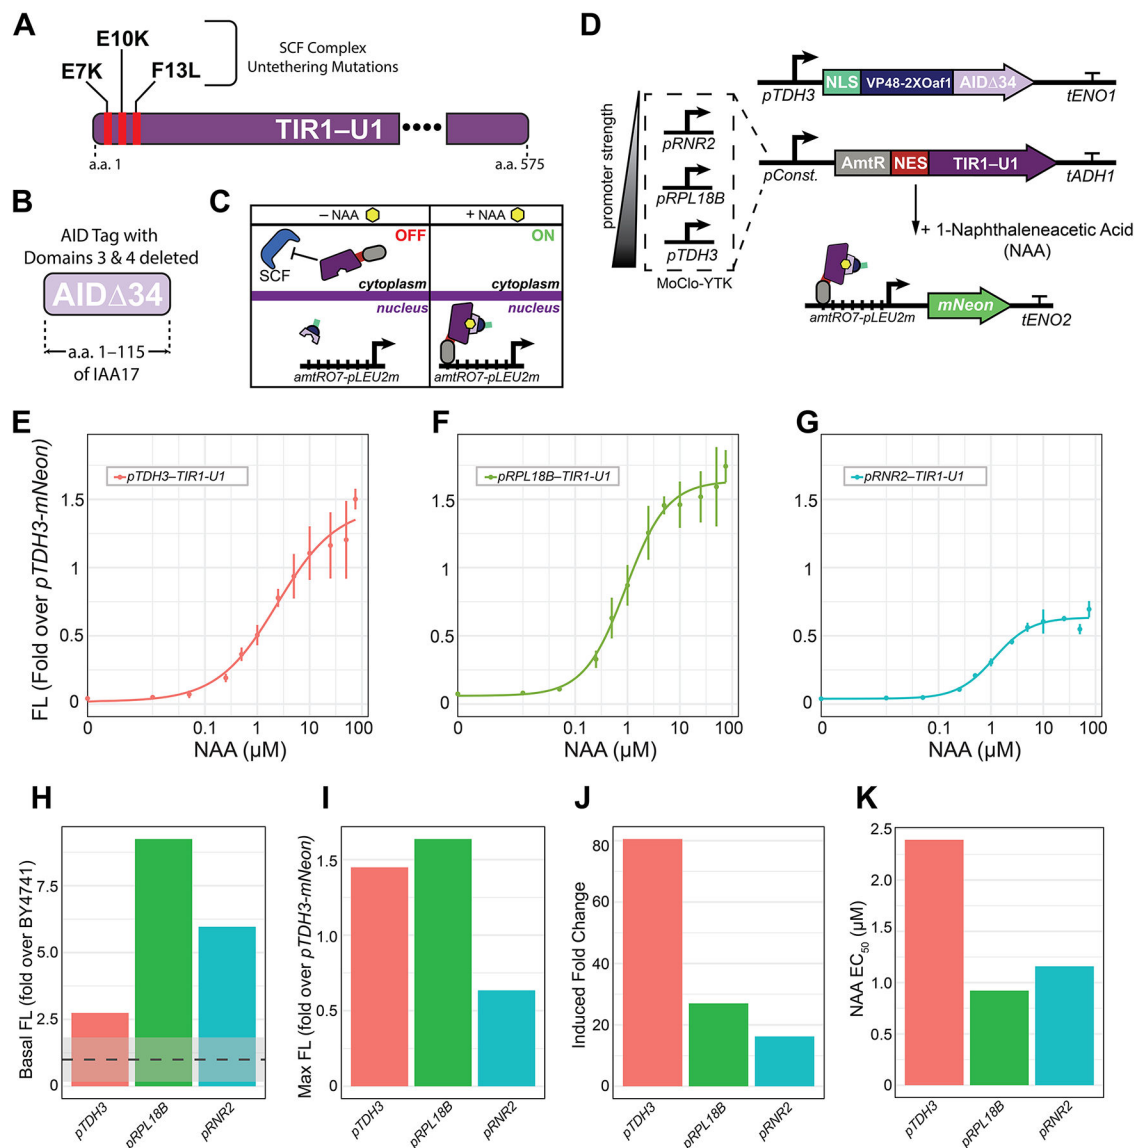 A
E10K
E7K
F13L
SCF Complex
Untethering Mutations
TIR1–U1
a.a. 1
a.a. 575
B
AID Tag with
Domains 3 & 4 deleted
AIDΔ34
a.a. 1–115
of IAA17
C
– NAA
+ NAA
OFF
ON
SCF
cytoplasm
cytoplasm
nucleus
nucleus
amtRO7-pLEU2m
amtRO7-pLEU2m
D
promoter strength
pRNR2
pRPL18B
pTDH3
MoClo-YTK
pTDH3
NLS
VP48-2XOaf1
AIDΔ34
tENO1
pConst.
AmtR
NES
TIR1–U1
tADH1
+ 1-Naphthaleneacetic Acid
(NAA)
amtRO7-pLEU2m
mNeon
tENO2
E
FL (Fold over pTDH3-mNeon)
pTDH3–TIR1-U1
1.5
1
0.5
0
0
0.1
1
10
100
NAA (µM)
F
pRPL18B–TIR1-U1
1.5
1
0.5
0
0
0.1
1
10
100
NAA (µM)
G
pRNR2–TIR1-U1
1.5
1
0.5
0
0
0.1
1
10
100
NAA (µM)
H
Basal FL (fold over BY4741)
7.5
5.0
2.5
0
pTDH3
pRPL18B
pRNR2
I
Max FL (fold over pTDH3-mNeon)
1.5
1.0
0.5
0
pTDH3
pRPL18B
pRNR2
J
Induced Fold Change
80
60
40
20
0
pTDH3
pRPL18B
pRNR2
K
NAA EC50 (µM)
2.5
2.0
1.5
1.0
0.5
0
pTDH3
pRPL18B
pRNR2